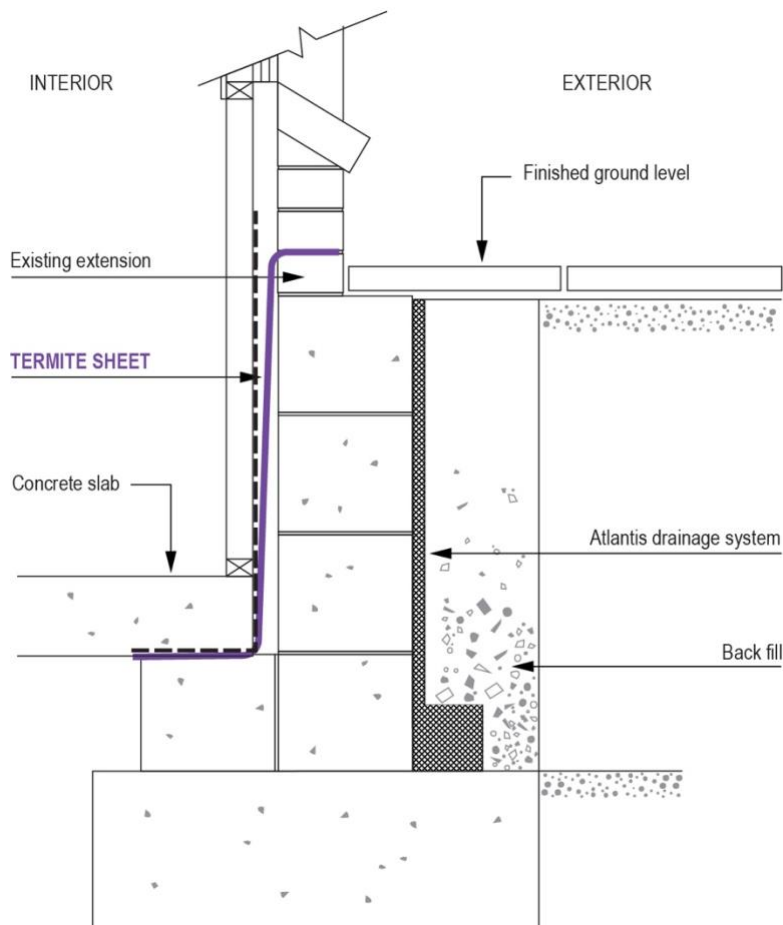 INTERIOR
EXTERIOR
Finished ground level
Existing extension
TERMITE SHEET
Concrete slab
Atlantis drainage system
Back fill